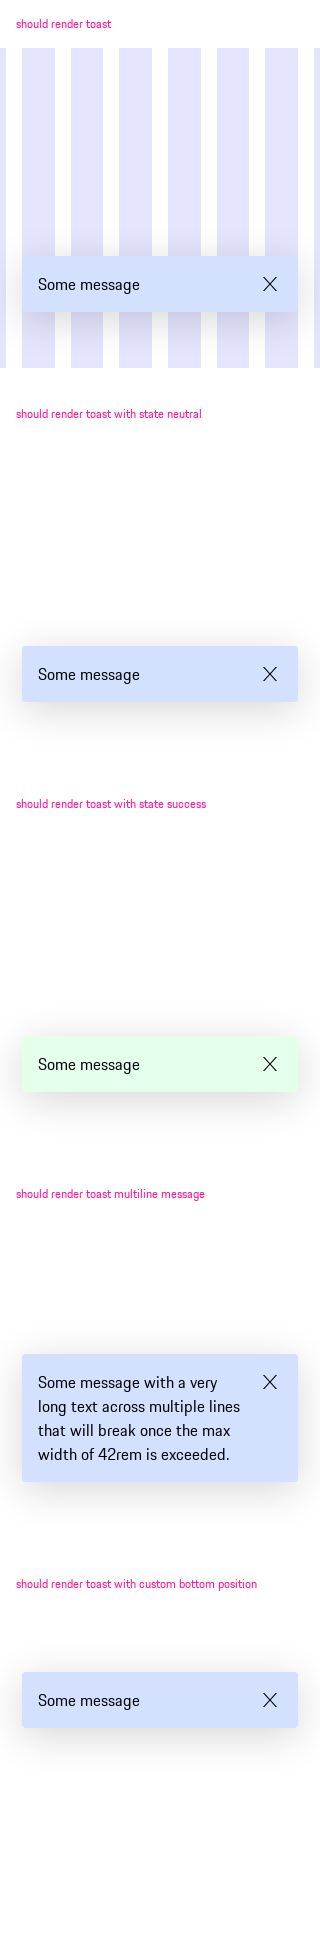 should render toast
Some message
should render toast with state neutral
Some message
should render toast with state success
Some message
should render toast multiline message
Some message with a very
long text across multiple lines
that will break once the max
width of 42rem is exceeded.
should render toast with custom bottom position
Some message